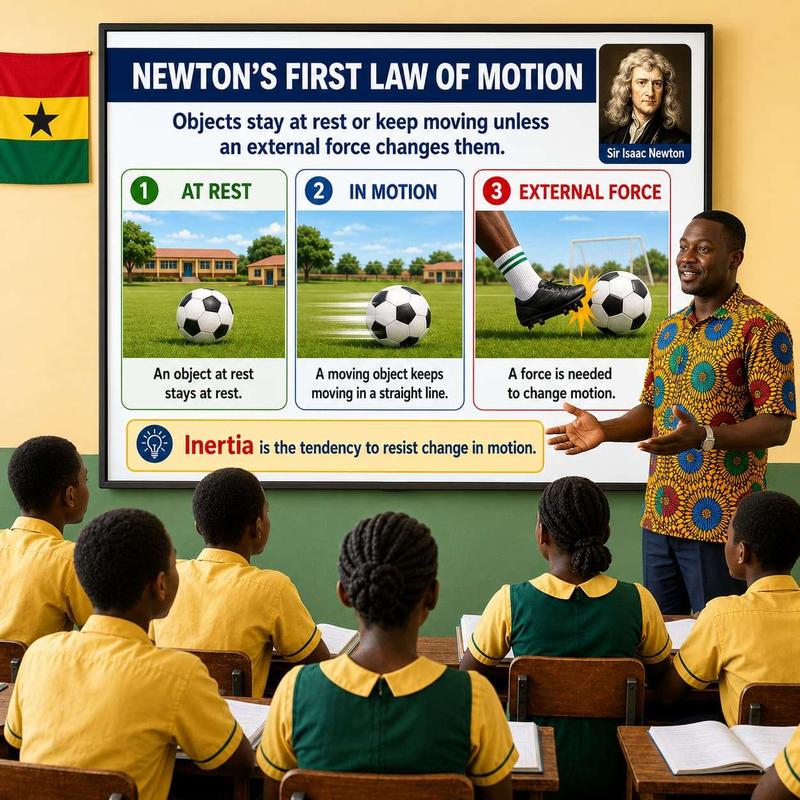 NEWTON'S FIRST LAW OF MOTION
Sir Isaac Newton
Objects stay at rest or keep moving unless
an external force changes them.
1 AT REST
An object at rest
stays at rest.
2 IN MOTION
A moving object keeps
moving in a straight line.
3 EXTERNAL FORCE
A force is needed
to change motion.
Inertia is the tendency to resist change in motion.